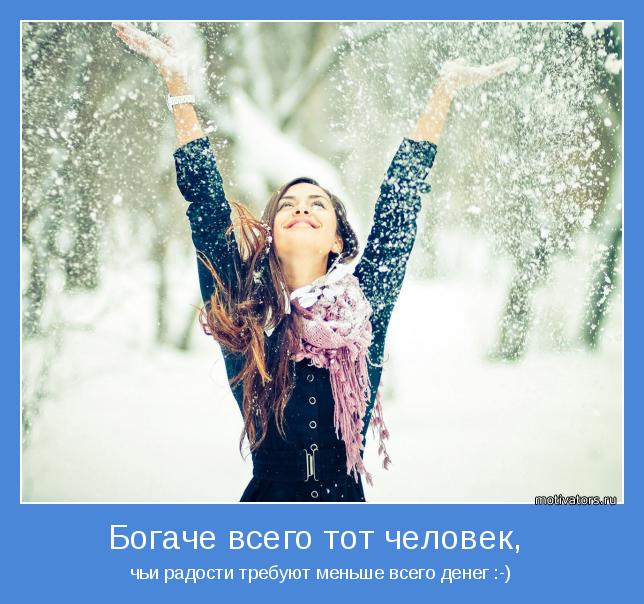 motivators.ru
Богаче всего тот человек,
чьи радости требуют меньше всего денег :-)